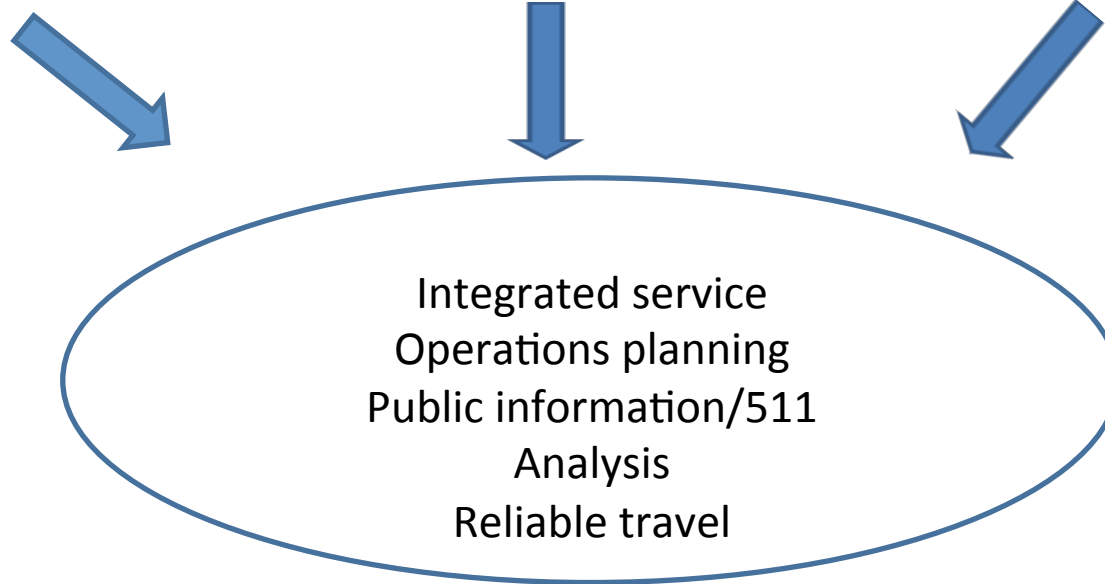 Integrated service
Operations planning
Public information/511
Analysis
Reliable travel